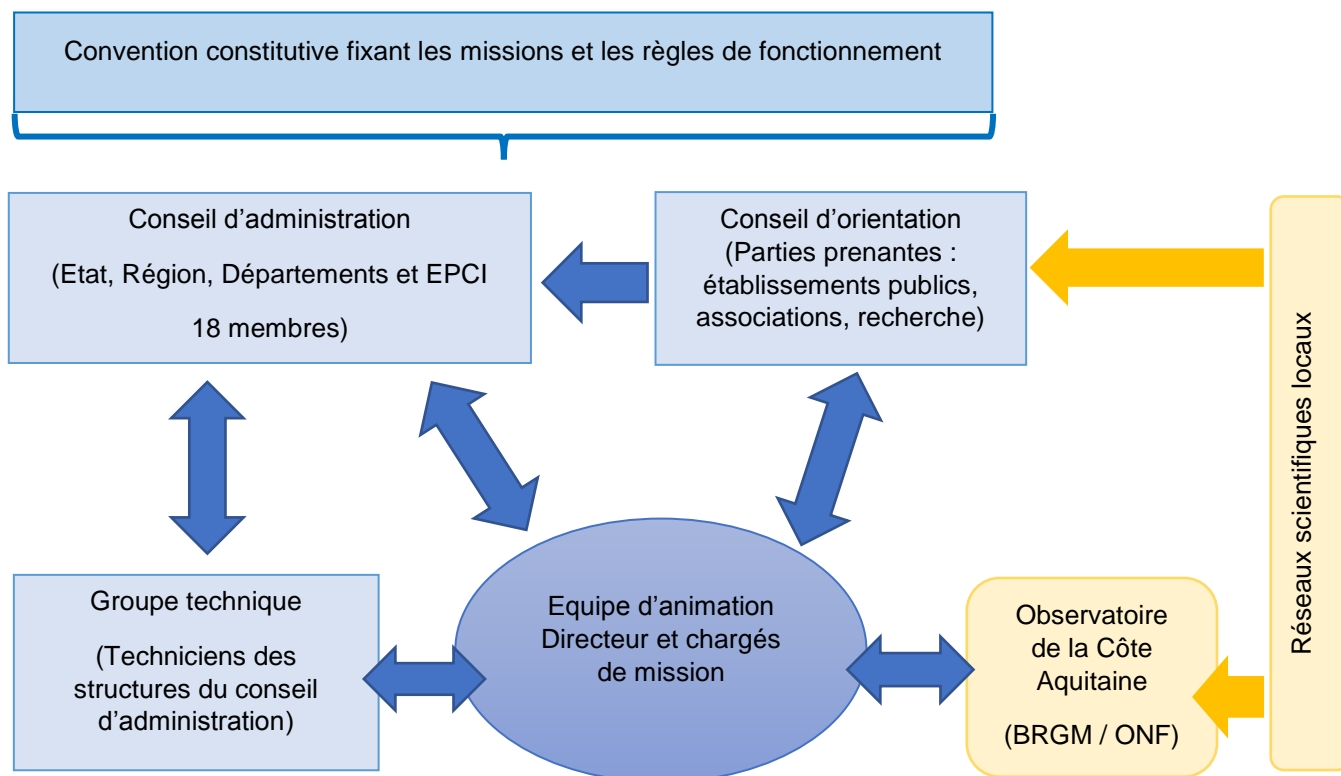 Convention constitutive fixant les missions et les règles de fonctionnement
Conseil d’administration
(Etat, Région, Départements et EPCI
18 membres)
Conseil d’orientation
(Parties prenantes :
établissements publics,
associations, recherche)
Réseaux scientifiques locaux
Groupe technique
(Techniciens des
structures du conseil
d’administration)
Equipe d’animation
Directeur et chargés
de mission
Observatoire
de la Côte
Aquitaine
(BRGM / ONF)